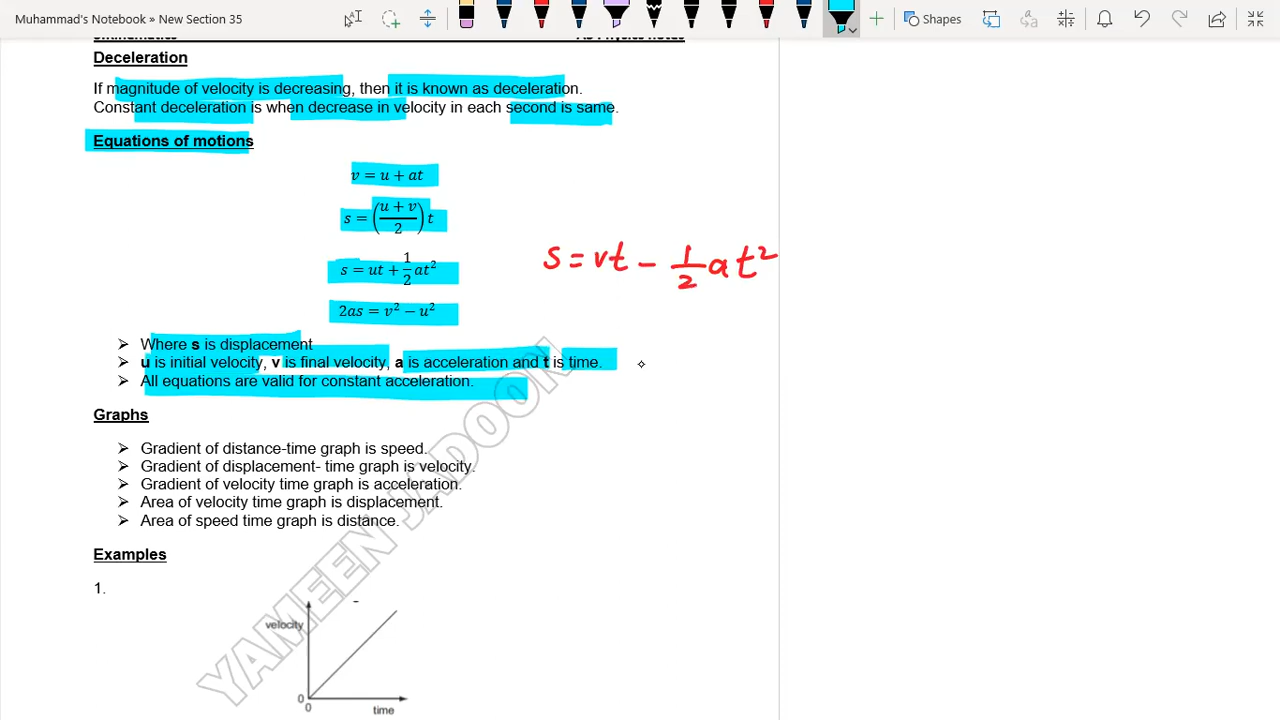 Muhammad's Notebook » New Section 35
Shapes
AS Physics notes
Deceleration
If magnitude of velocity is decreasing, then it is known as deceleration.
Constant deceleration is when decrease in velocity in each second is same.
Equations of motions
v = u + at
s = ((u + v)/2) t
s = ut + 1/2 at²
s = vt - 1/2 at²
2as = v² − u²
➢ Where s is displacement
➢ u is initial velocity, v is final velocity, a is acceleration and t is time.
➢ All equations are valid for constant acceleration.
Graphs
➢ Gradient of distance-time graph is speed.
➢ Gradient of displacement- time graph is velocity.
➢ Gradient of velocity time graph is acceleration.
➢ Area of velocity time graph is displacement.
➢ Area of speed time graph is distance.
Examples
1.
velocity
0
0
time
YAMEEN JADOON